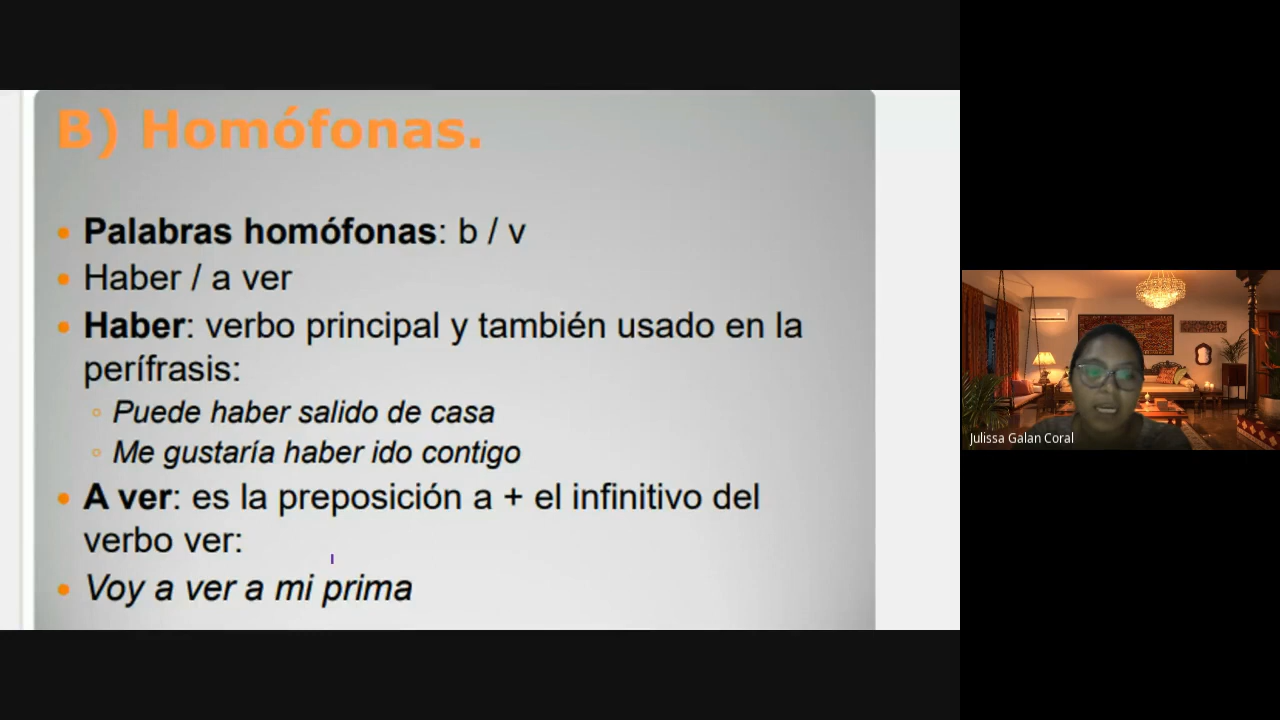 B) Homófonas.
• Palabras homófonas: b / v
• Haber / a ver
• Haber: verbo principal y también usado en la
perífrasis:
◦ Puede haber salido de casa
◦ Me gustaría haber ido contigo
• A ver: es la preposición a + el infinitivo del
verbo ver:
• Voy a ver a mi prima
Julissa Galan Coral